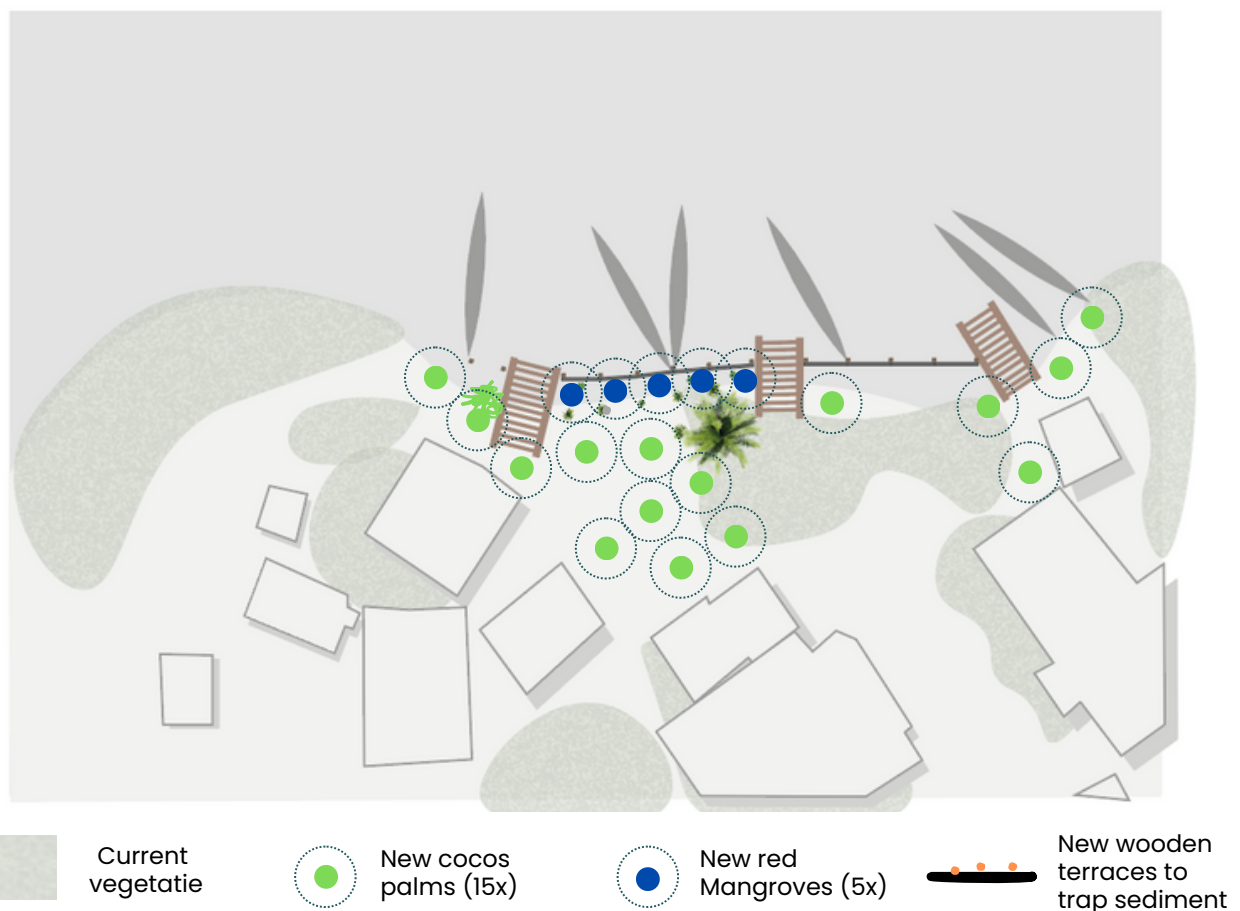 Current
vegetatie
New cocos
palms (15x)
New red
Mangroves (5x)
New wooden
terraces to
trap sediment